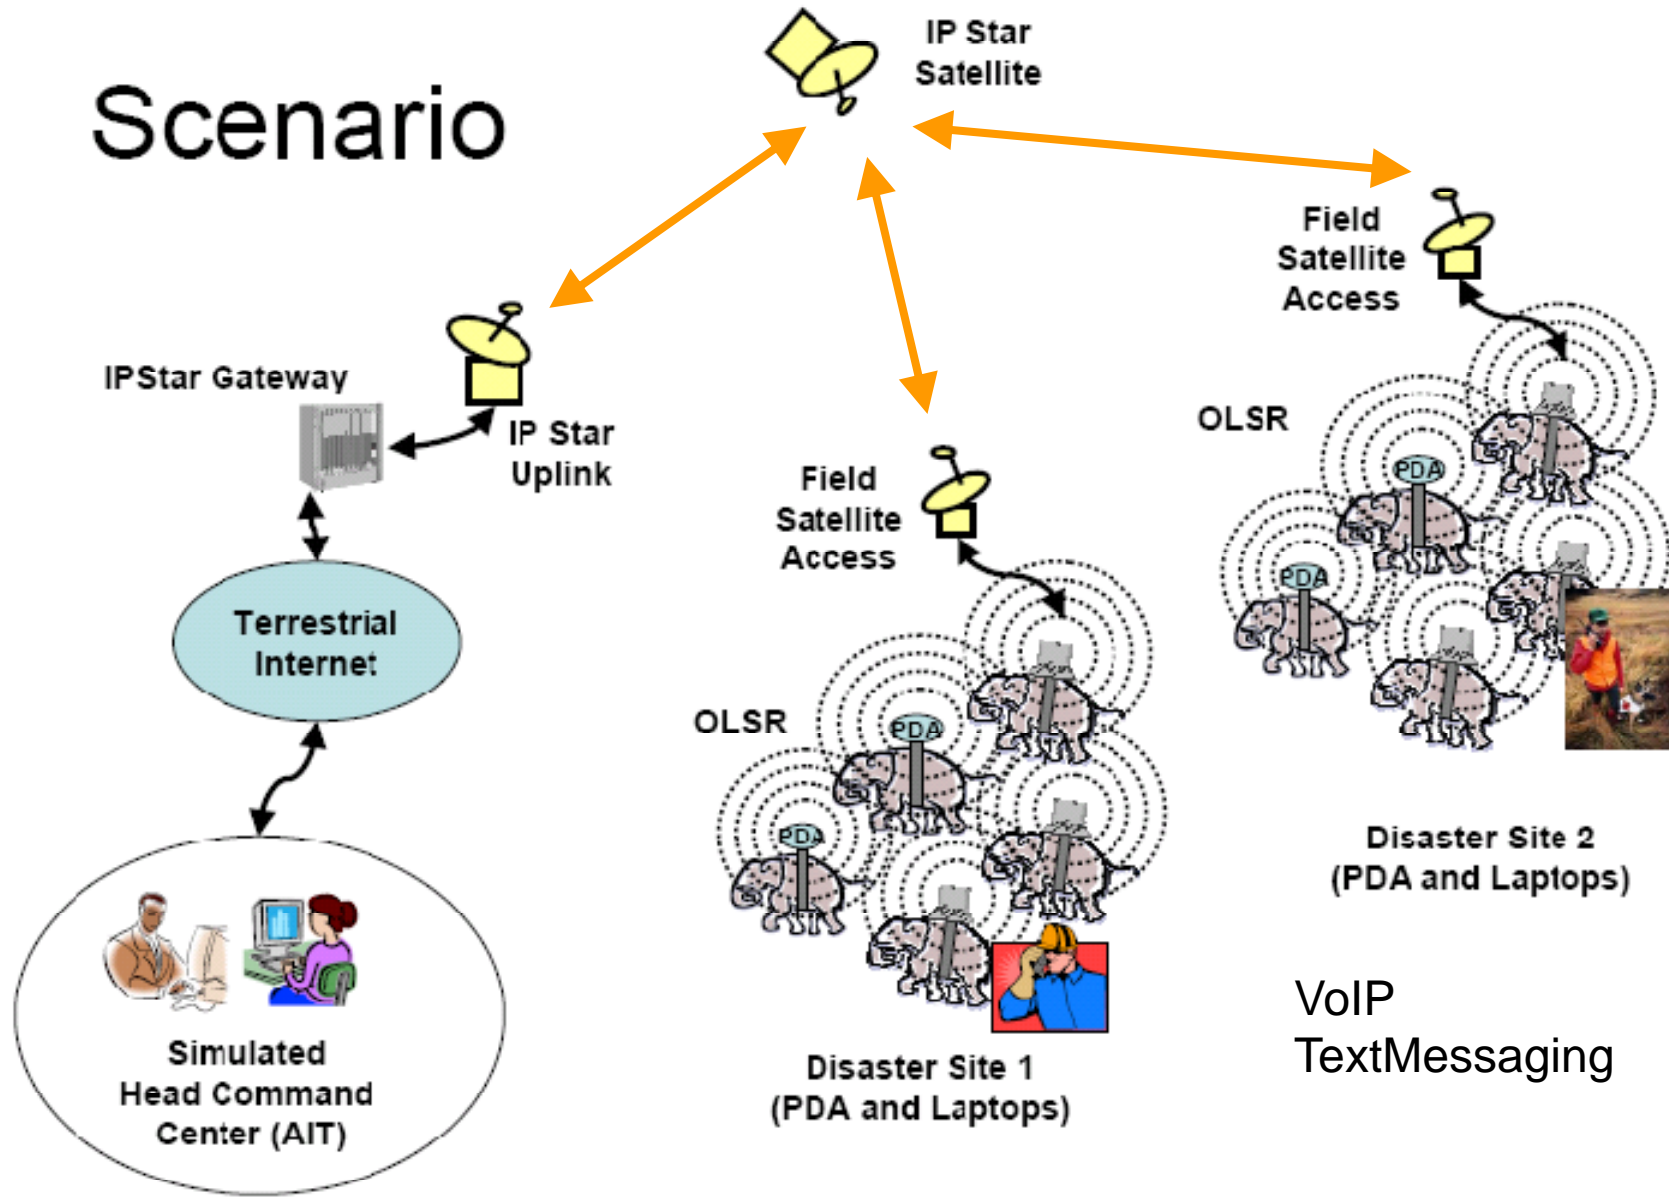 Scenario
IP Star
Satellite
Field
Satellite
Access
IPStar Gateway
IP Star
Uplink
OLSR
PDA
PDA
Field
Satellite
Access
Terrestrial
Internet
OLSR
PDA
PDA
Disaster Site 2
(PDA and Laptops)
Simulated
Head Command
Center (AIT)
Disaster Site 1
(PDA and Laptops)
VoIP
TextMessaging